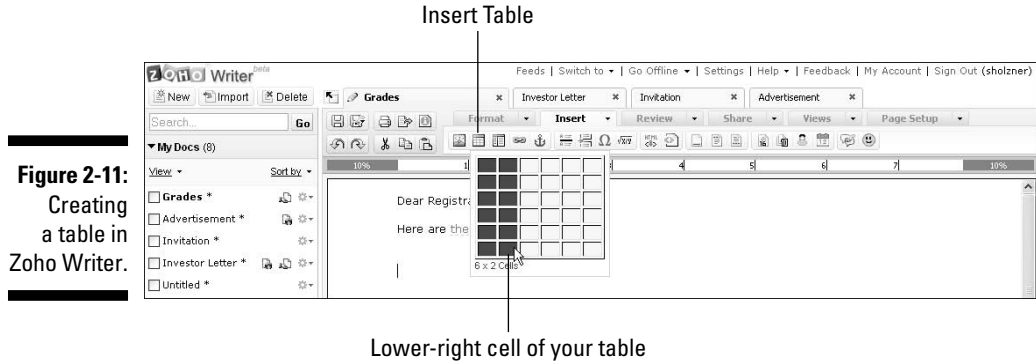 Insert Table
ZOHO Writer beta
Feeds | Switch to | Go Offline | Settings | Help | Feedback | My Account | Sign Out (sholzner)
New Import Delete
Grades x Investor Letter x Invitation x Advertisement x
Search... Go
Format Insert Review Share Views Page Setup
My Docs (8)
View Sort by
10% 1 4 5 6 7 10%
Grades *
Advertisement *
Invitation *
Investor Letter *
Untitled *
Dear Registra
Here are the
6 x 2 Cells
Figure 2-11:
Creating
a table in
Zoho Writer.
Lower-right cell of your table